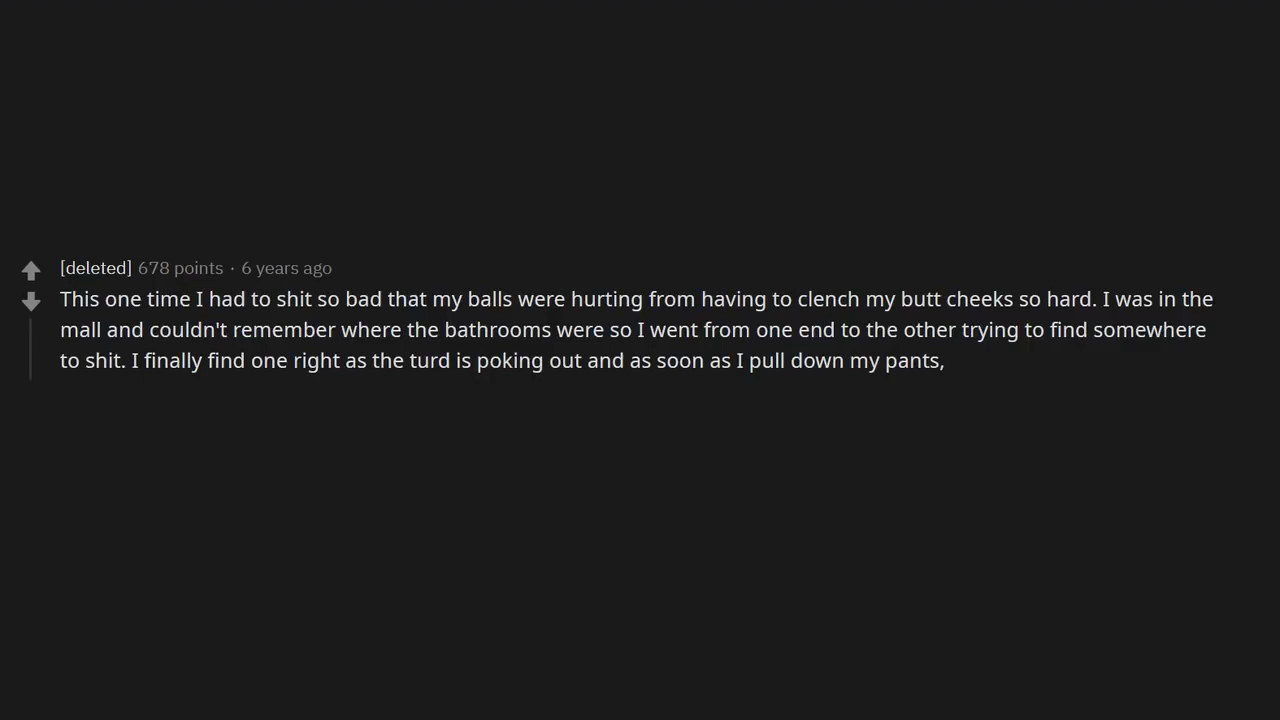 [deleted] 678 points · 6 years ago
This one time I had to shit so bad that my balls were hurting from having to clench my butt cheeks so hard. I was in the
mall and couldn't remember where the bathrooms were so I went from one end to the other trying to find somewhere
to shit. I finally find one right as the turd is poking out and as soon as I pull down my pants,